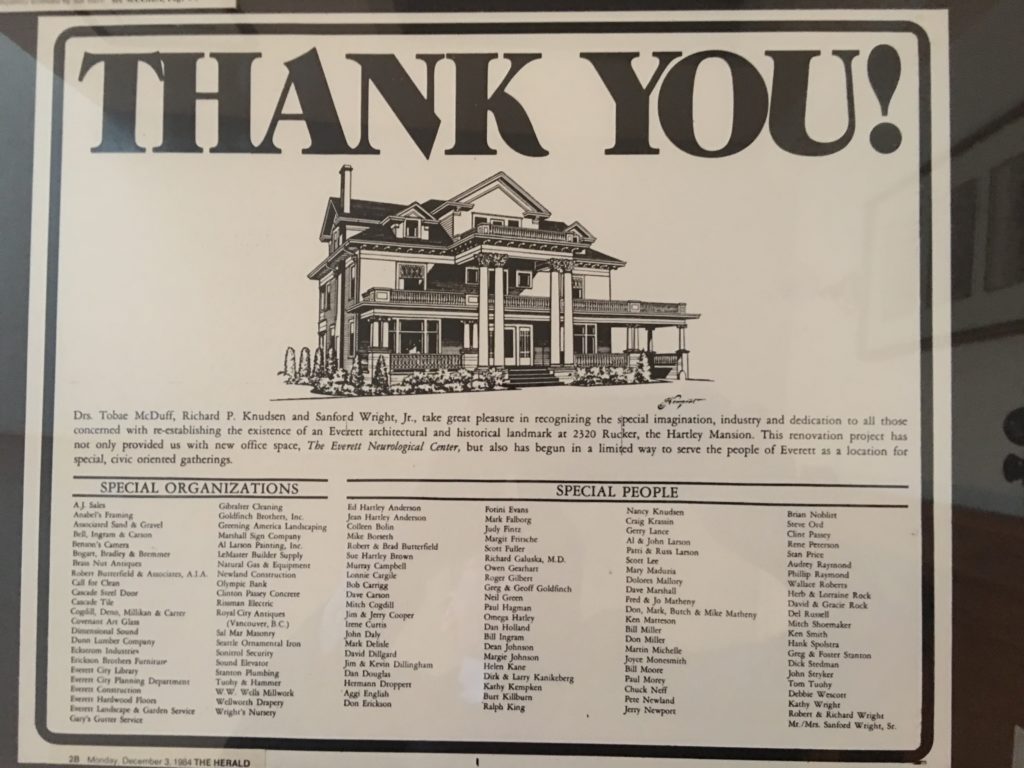 THANK YOU!
Newquist
Drs. Tobae McDuff, Richard P. Knudsen and Sanford Wright, Jr., take great pleasure in recognizing the special imagination, industry and dedication to all those
concerned with re-establishing the existence of an Everett architectural and historical landmark at 2320 Rucker, the Hartley Mansion. This renovation project has
not only provided us with new office space, The Everett Neurological Center, but also has begun in a limited way to serve the people of Everett as a location for
special, civic oriented gatherings.
SPECIAL ORGANIZATIONS
A.J. Sales
Anabel's Framing
Associated Sand & Gravel
Bell, Ingram & Carson
Benson's Camera
Bogart, Bradley & Bremmer
Brass Nut Antiques
Robert Butterfield & Associates, A.I.A.
Call for Clean
Cascade Steel Door
Cascade Tile
Cogdill, Deno, Millikan & Carter
Covenant Art Glass
Dimensional Sound
Dunn Lumber Company
Eckstrom Industries
Erickson Brothers Furniture
Everett City Library
Everett City Planning Department
Everett Construction
Everett Hardwood Floors
Everett Landscape & Garden Service
Gary's Gutter Service
Gibralter Cleaning
Goldfinch Brothers, Inc.
Greening America Landscaping
Marshall Sign Company
Al Larson Painting, Inc.
LeMaster Builder Supply
Natural Gas & Equipment
Newland Construction
Olympic Bank
Clinton Passey Concrete
Rissman Electric
Royal City Antiques
(Vancouver, B.C.)
Sal Mar Masonry
Seattle Ornamental Iron
Sonitrol Security
Sound Elevator
Stanton Plumbing
Tuohy & Hammer
W.W. Wells Millwork
Wellworth Drapery
Wright's Nursery
SPECIAL PEOPLE
Ed Hartley Anderson
Jean Hartley Anderson
Colleen Bolin
Mike Borseth
Robert & Brad Butterfield
Sue Hartley Brown
Murray Campbell
Lonnie Cargile
Bob Carrigg
Dave Carson
Mitch Cogdill
Jim & Jerry Cooper
Irene Curtis
John Daly
Mark Delisle
David Dillgard
Jim & Kevin Dillingham
Dan Douglas
Hermann Droppert
Aggi English
Don Erickson
Fotini Evans
Mark Falborg
Judy Fintz
Margit Fritsche
Scott Fuller
Richard Galuska, M.D.
Owen Gearhart
Roger Gilbert
Greg & Geoff Goldfinch
Neil Green
Paul Hagman
Omega Hatley
Dan Holland
Bill Ingram
Dean Johnson
Margie Johnson
Helen Kane
Dirk & Larry Kanikeberg
Kathy Kempken
Burt Killburn
Ralph King
Nancy Knudsen
Craig Krassin
Gerry Lance
Al & John Larson
Patti & Russ Larson
Scott Lee
Mary Maduzia
Dolores Mallory
Dave Marshall
Fred & Jo Matheny
Don, Mark, Butch & Mike Matheny
Ken Matteson
Bill Miller
Don Miller
Martin Michelle
Joyce Monesmith
Bill Moore
Paul Morey
Chuck Neff
Pete Newland
Jerry Newport
Brian Noblitt
Steve Ord
Clint Passey
Rene Peterson
Stan Price
Audrey Raymond
Phillip Raymond
Wallace Roberts
Herb & Lorraine Rock
David & Gracie Rock
Del Russell
Mitch Shoemaker
Ken Smith
Hank Spolstra
Greg & Foster Stanton
Dick Stedman
John Stryker
Tom Tuohy
Debbie Wescott
Kathy Wright
Robert & Richard Wright
Mr./Mrs. Sanford Wright, Sr.
2B Monday, December 3, 1984 THE HERALD